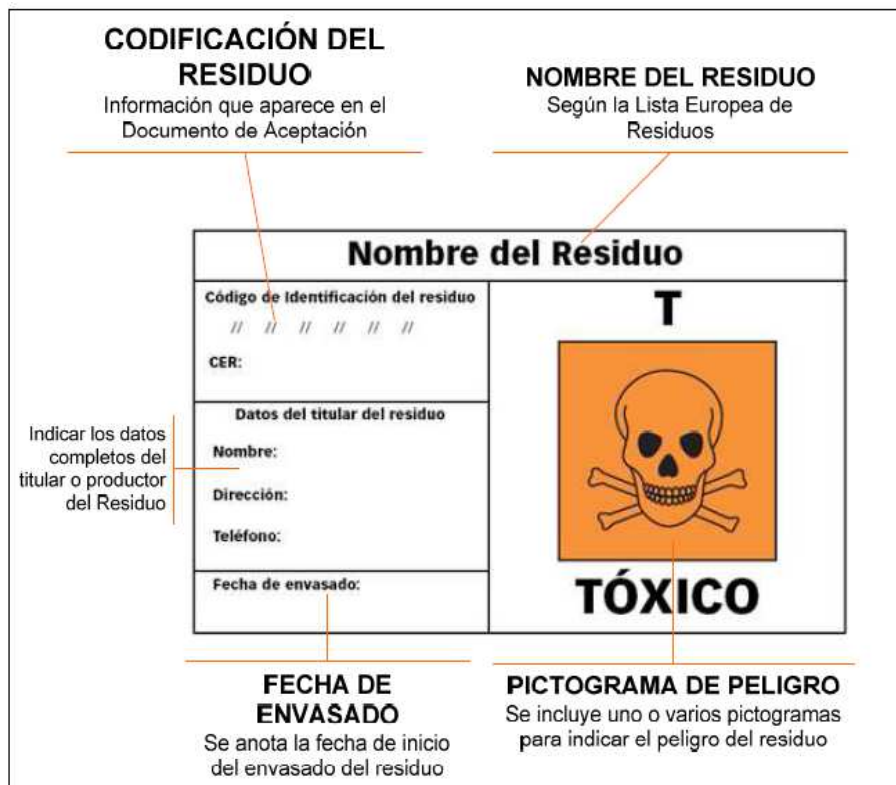 CODIFICACIÓN DEL
RESIDUO
Información que aparece en el
Documento de Aceptación
NOMBRE DEL RESIDUO
Según la Lista Europea de
Residuos
Nombre del Residuo
Código de Identificación del residuo
// // // // // //
CER:
Datos del titular del residuo
Nombre:
Dirección:
Teléfono:
Fecha de envasado:
T
TÓXICO
Indicar los datos
completos del
titular o productor
del Residuo
FECHA DE
ENVASADO
Se anota la fecha de inicio
del envasado del residuo
PICTOGRAMA DE PELIGRO
Se incluye uno o varios pictogramas
para indicar el peligro del residuo